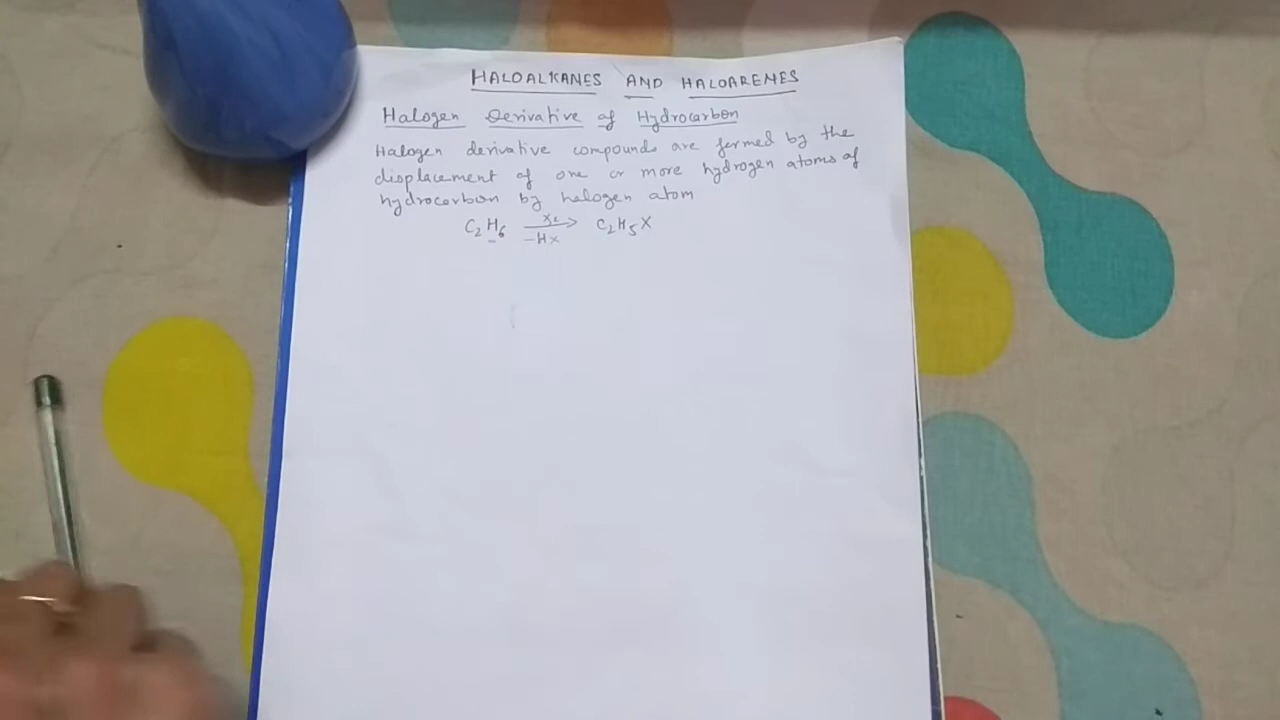 HALOALKANES AND HALOARENES
Halogen Derivative of Hydrocarbon
Halogen derivative compounds are formed by the
displacement of one or more hydrogen atoms of
hydrocarbon by halogen atom
C₂H₆ —X₂/−HX→ C₂H₅X